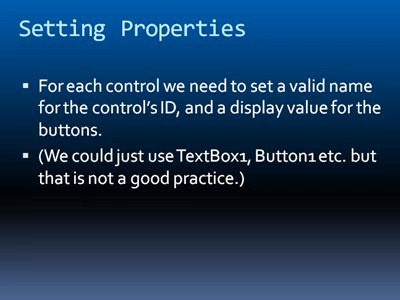 Setting Properties
▪ For each control we need to set a valid name
for the control's ID, and a display value for the
buttons.
▪ (We could just use TextBox1, Button1 etc. but
that is not a good practice.)